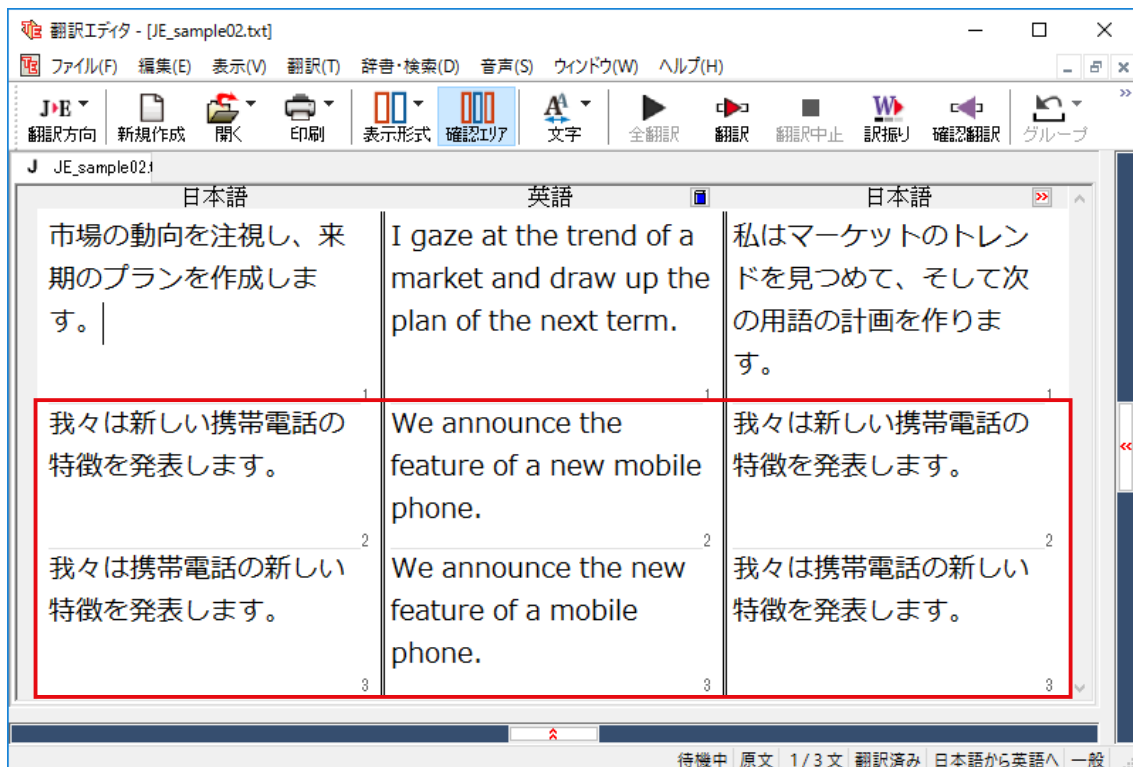 翻訳エディタ - [JE_sample02.txt]
ファイル(F) 編集(E) 表示(V) 翻訳(T) 辞書・検索(D) 音声(S) ウィンドウ(W) ヘルプ(H)
J▶E
翻訳方向 新規作成 開く 印刷 表示形式 確認エリア 文字 全翻訳 翻訳 翻訳中止 訳振り 確認翻訳 グループ
J JE_sample02.t
日本語 英語 日本語
市場の動向を注視し、来
期のプランを作成しま
す。
1
I gaze at the trend of a
market and draw up the
plan of the next term.
1
私はマーケットのトレン
ドを見つめて、そして次
の用語の計画を作りま
す。
1
我々は新しい携帯電話の
特徴を発表します。
2
We announce the
feature of a new mobile
phone.
2
我々は新しい携帯電話の
特徴を発表します。
2
我々は携帯電話の新しい
特徴を発表します。
3
We announce the new
feature of a mobile
phone.
3
我々は携帯電話の新しい
特徴を発表します。
3
待機中 原文 1/3文 翻訳済み 日本語から英語へ 一般